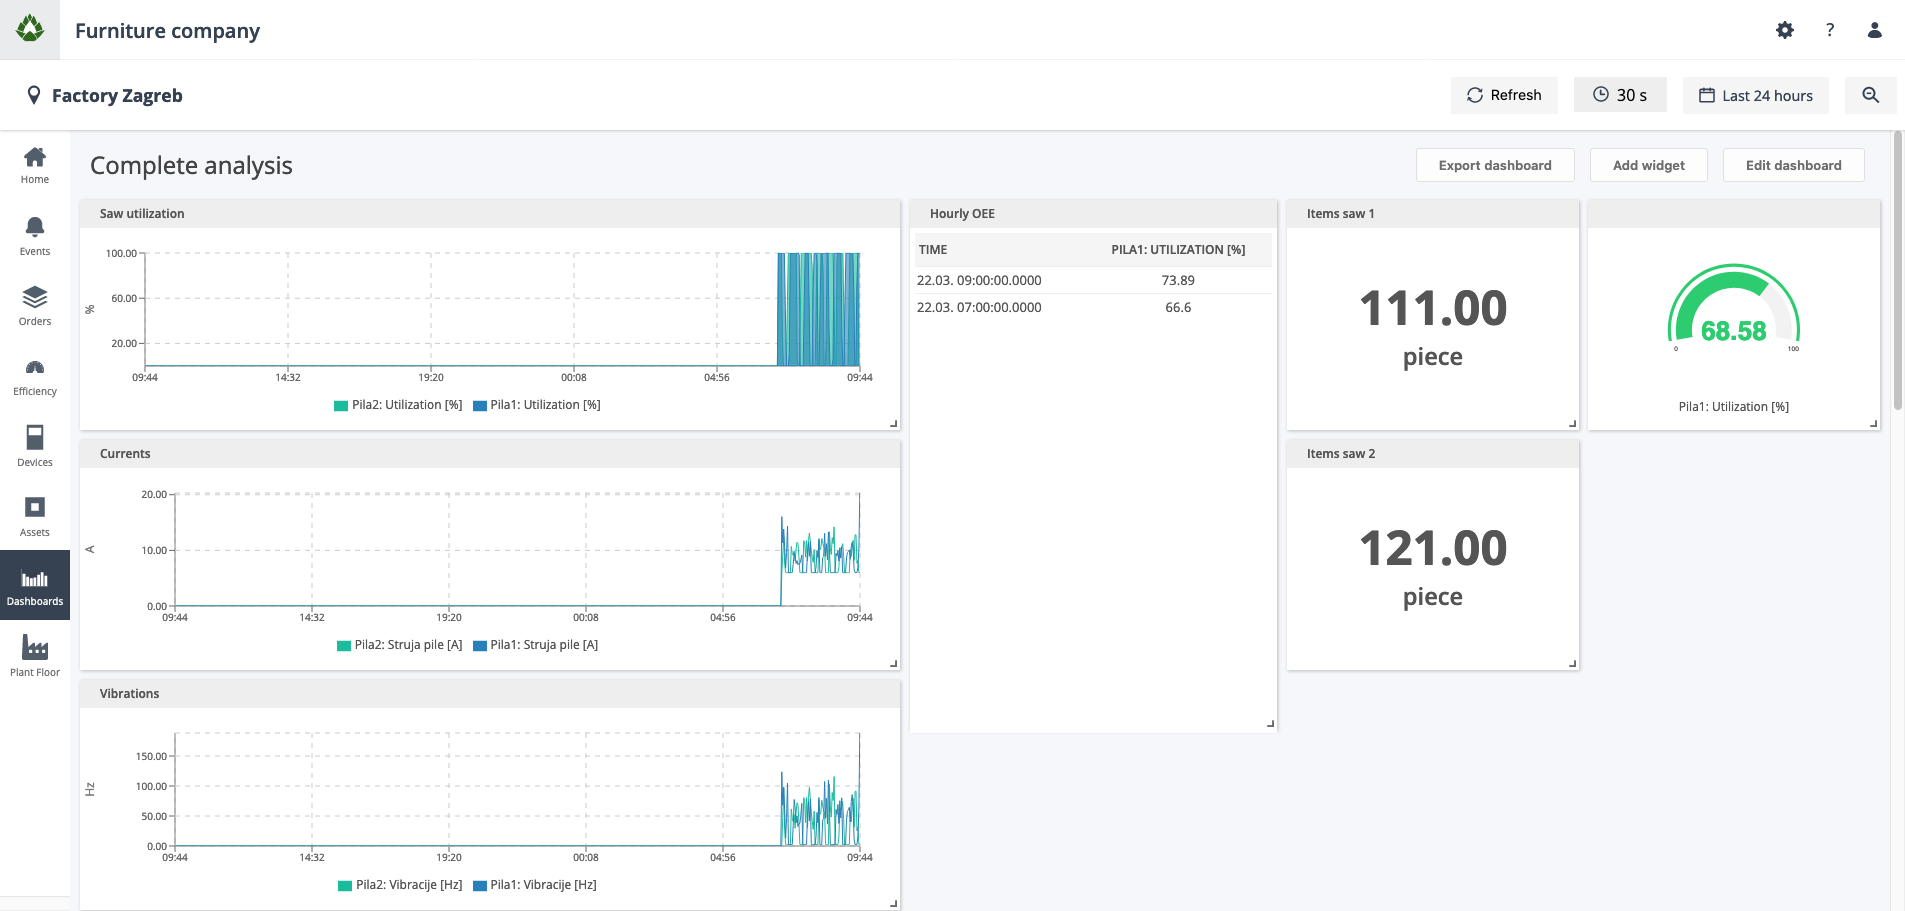 Furniture company
?
Factory Zagreb
Refresh
30 s
Last 24 hours
Home
Events
Orders
Efficiency
Devices
Assets
Dashboards
Plant Floor
Complete analysis
Export dashboard
Add widget
Edit dashboard
Saw utilization
100.00
60.00
20.00
%
09:44 14:32 19:20 00:08 04:56 09:44
Pila2: Utilization [%] Pila1: Utilization [%]
Currents
20.00
10.00
0.00
A
09:44 14:32 19:20 00:08 04:56 09:44
Pila2: Struja pile [A] Pila1: Struja pile [A]
Vibrations
150.00
100.00
50.00
0.00
Hz
09:44 14:32 19:20 00:08 04:56 09:44
Pila2: Vibracije [Hz] Pila1: Vibracije [Hz]
Hourly OEE
TIME PILA1: UTILIZATION [%]
22.03. 09:00:00.0000 73.89
22.03. 07:00:00.0000 66.6
Items saw 1
111.00
piece
68.58
0 100
Pila1: Utilization [%]
Items saw 2
121.00
piece